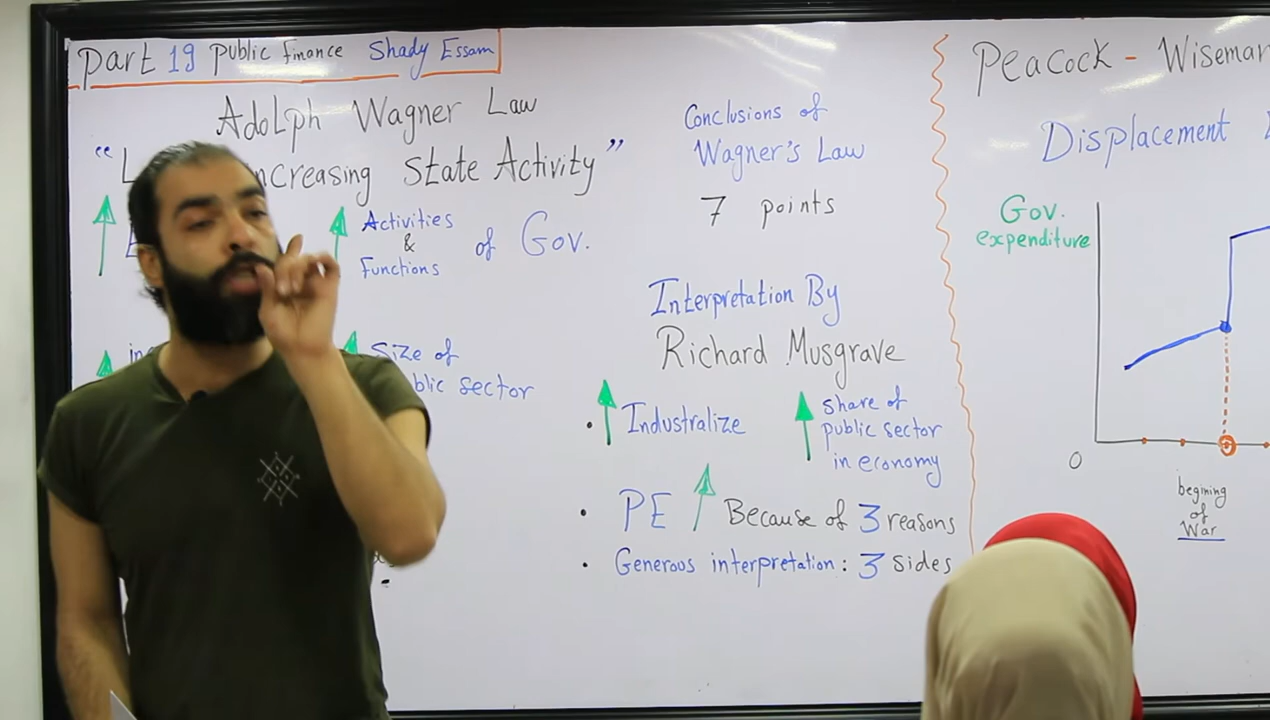 Part 19 Public finance Shady Essam
Adolph Wagner Law
" ncreasing State Activity"
Activities
&
Functions
of Gov.
Size of
blic sector
Conclusions of
Wagner's Law
7 points
Interpretation By
Richard Musgrave
• Industralize
share of
public sector
in economy
• PE Because of 3 reasons
• Generous interpretation: 3 sides
Peacock - Wiseman
Displacement
Gov.
expenditure
0
begining
of
War